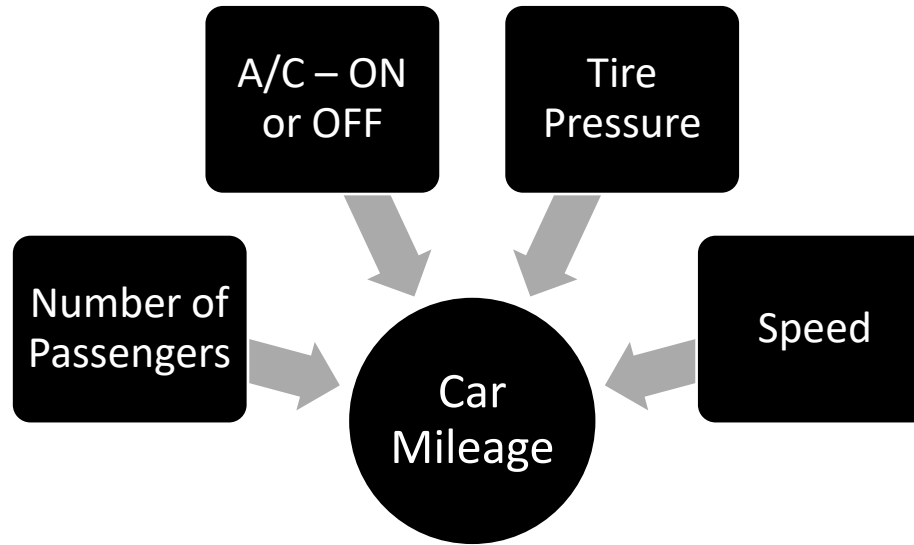 A/C – ON
or OFF
Tire
Pressure
Number of
Passengers
Speed
Car
Mileage